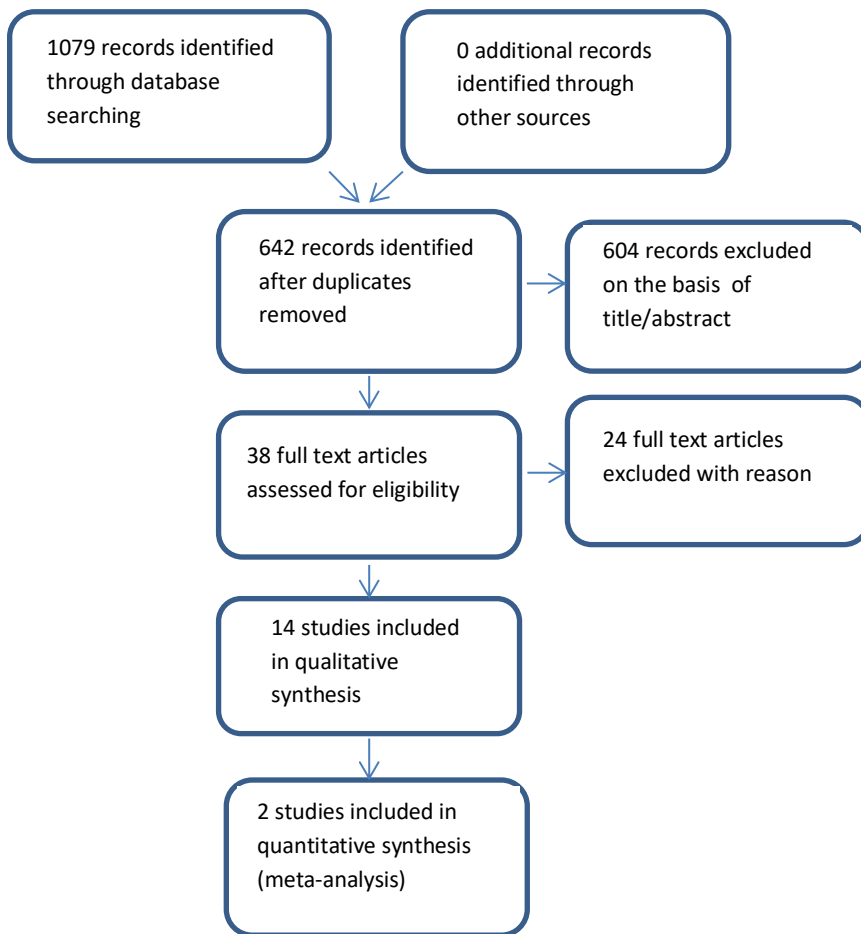 1079 records identified
through database
searching
0 additional records
identified through
other sources
642 records identified
after duplicates
removed
604 records excluded
on the basis of
title/abstract
38 full text articles
assessed for eligibility
24 full text articles
excluded with reason
14 studies included
in qualitative
synthesis
2 studies included in
quantitative synthesis
(meta-analysis)